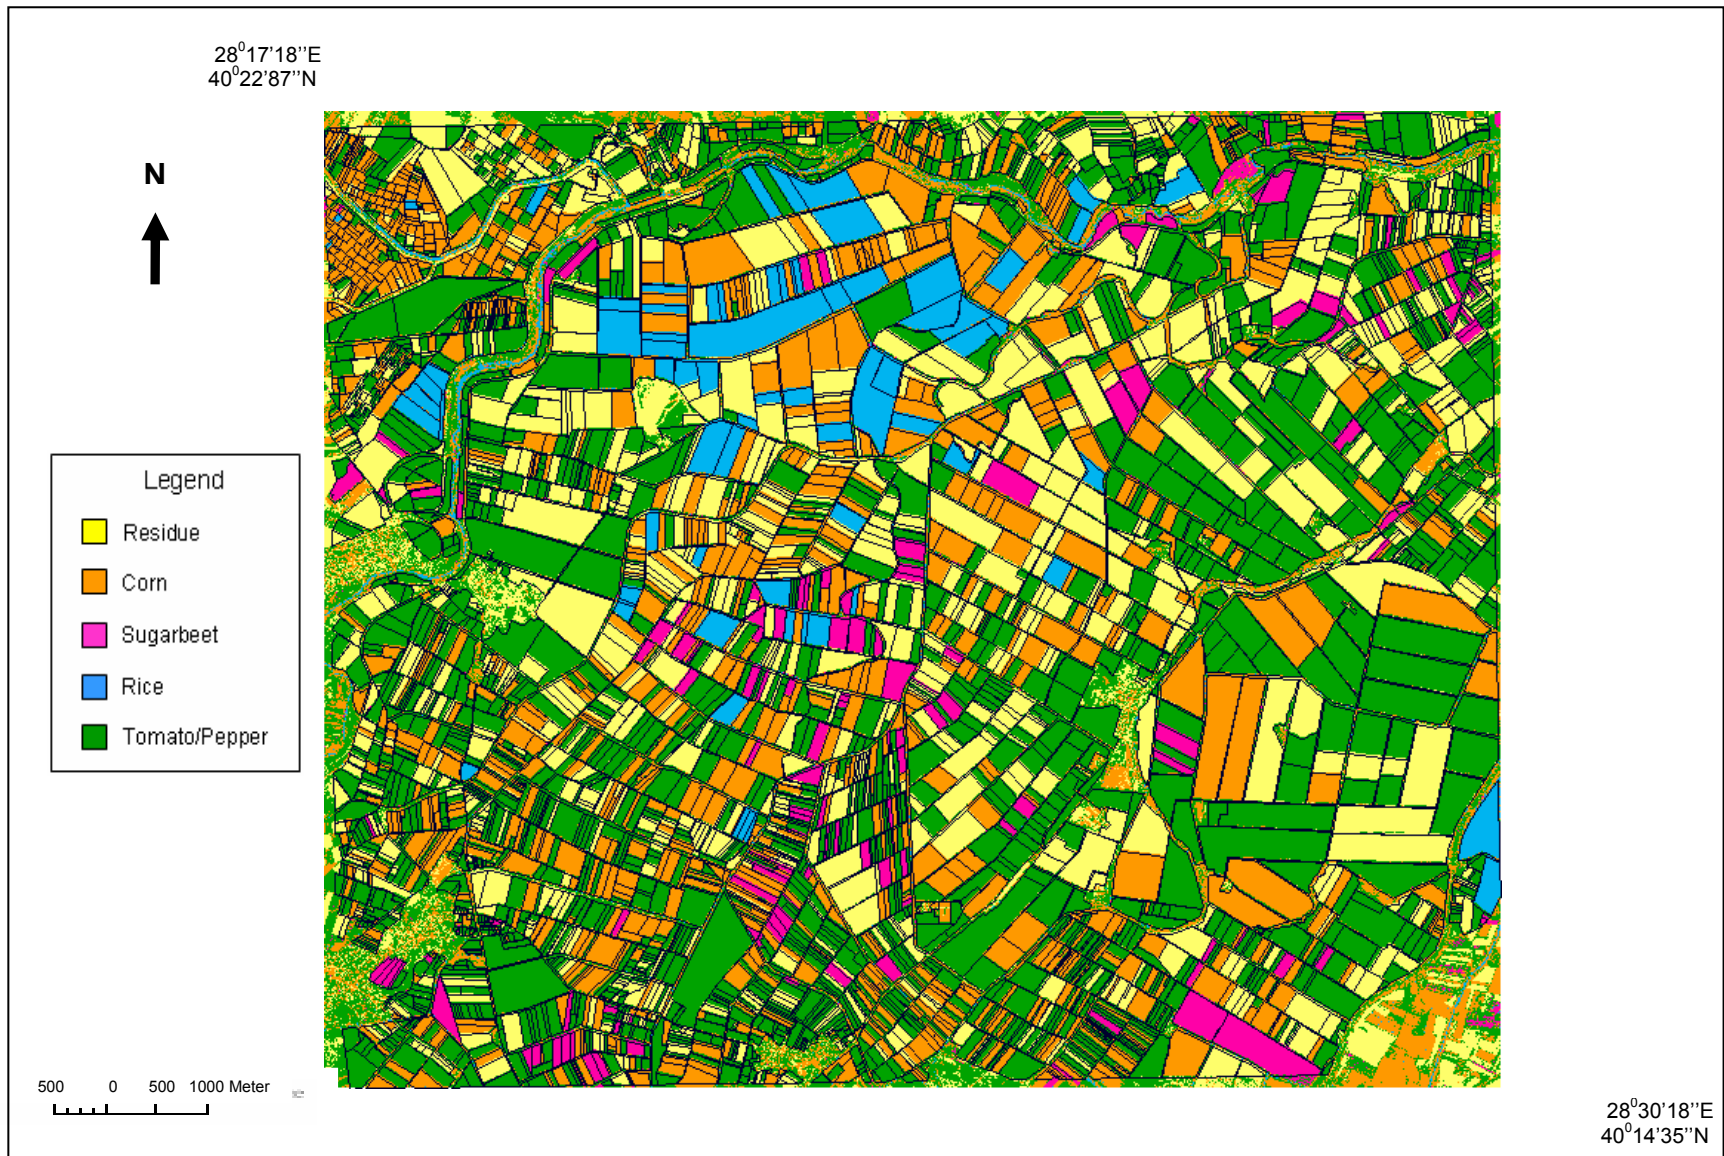 28⁰17'18''E
40⁰22'87''N
N
Legend
Residue
Corn
Sugarbeet
Rice
Tomato/Pepper
500 0 500 1000 Meter
28⁰30'18''E
40⁰14'35''N